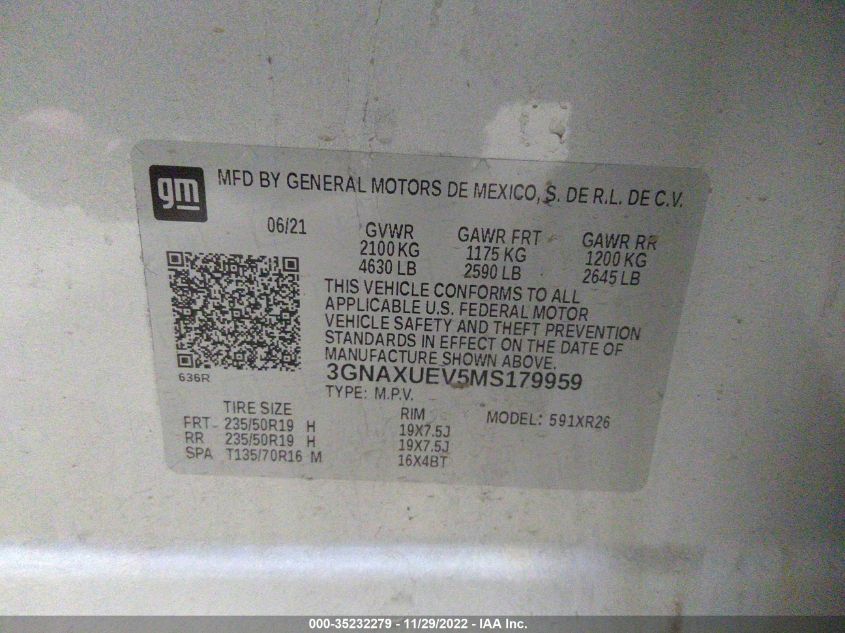 gm
MFD BY GENERAL MOTORS DE MEXICO, S. DE R.L. DE C.V.
06/21 GVWR GAWR FRT GAWR RR
2100 KG 1175 KG 1200 KG
4630 LB 2590 LB 2645 LB
THIS VEHICLE CONFORMS TO ALL
APPLICABLE U.S. FEDERAL MOTOR
VEHICLE SAFETY AND THEFT PREVENTION
STANDARDS IN EFFECT ON THE DATE OF
MANUFACTURE SHOWN ABOVE.
636R
3GNAXUEV5MS179959
TYPE: M.P.V.
TIRE SIZE RIM MODEL: 591XR26
FRT 235/50R19 H 19X7.5J
RR 235/50R19 H 19X7.5J
SPA T135/70R16 M 16X4BT
000-35232279 - 11/29/2022 - IAA Inc.